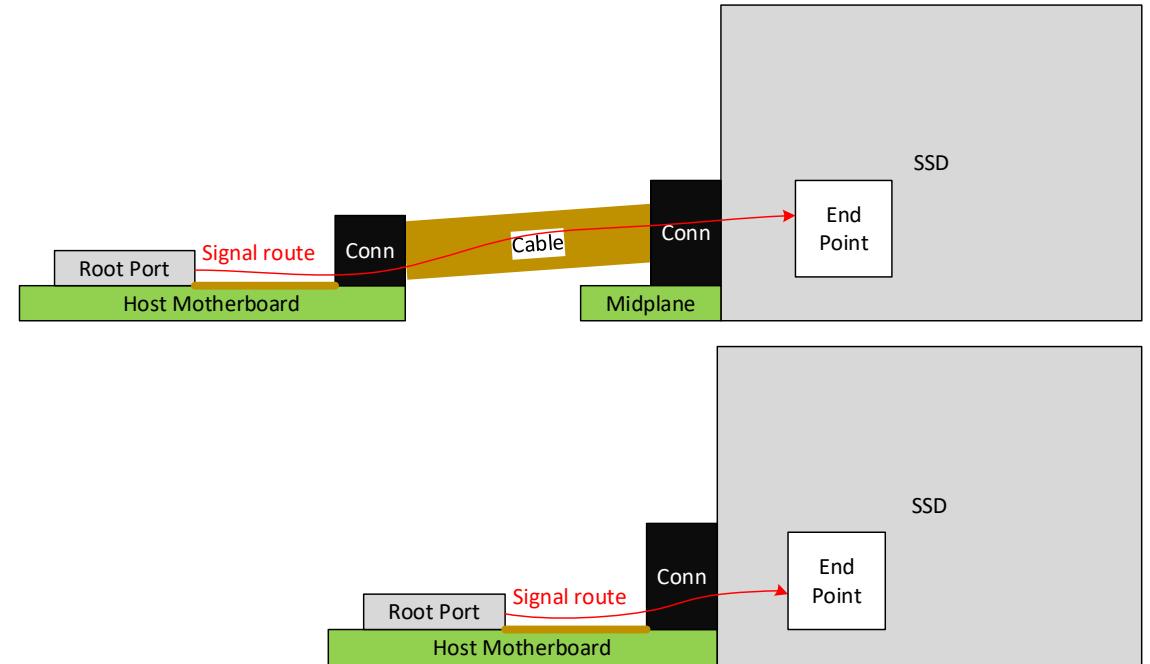 SSD
End
Point
Signal route
Conn
Cable
Conn
Root Port
Host Motherboard
Midplane
SSD
End
Point
Conn
Signal route
Root Port
Host Motherboard